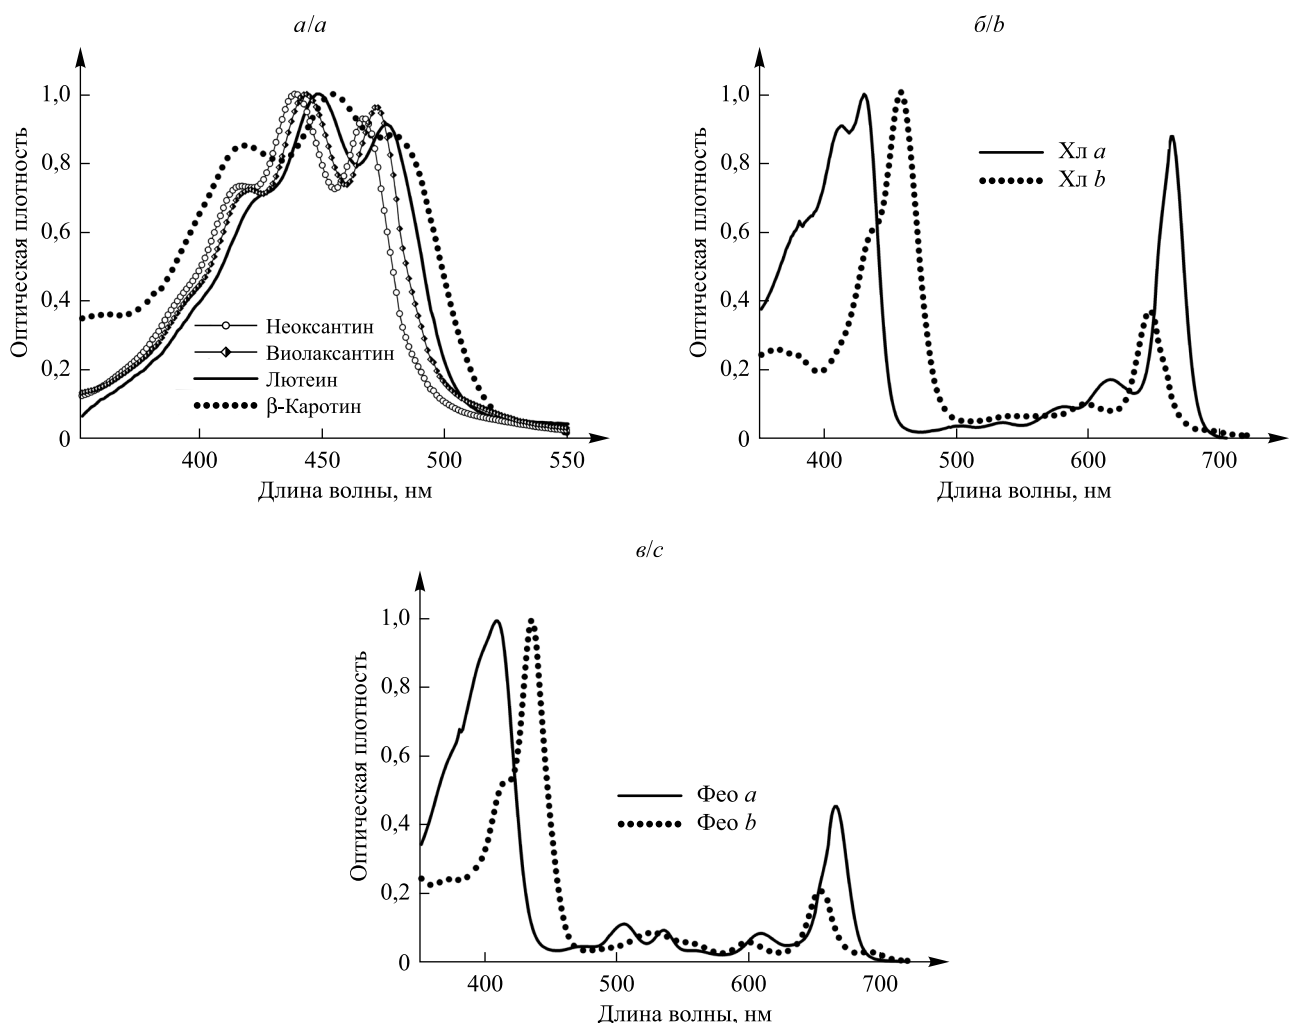 а/a
Оптическая плотность
1,0
0,8
0,6
0,4
0,2
0
Неоксантин
Виолаксантин
Лютеин
β-Каротин
400 450 500 550
Длина волны, нм
б/b
Оптическая плотность
1,0
0,8
0,6
0,4
0,2
0
Хл a
Хл b
400 500 600 700
Длина волны, нм
в/c
Оптическая плотность
1,0
0,8
0,6
0,4
0,2
0
Фео a
Фео b
400 500 600 700
Длина волны, нм